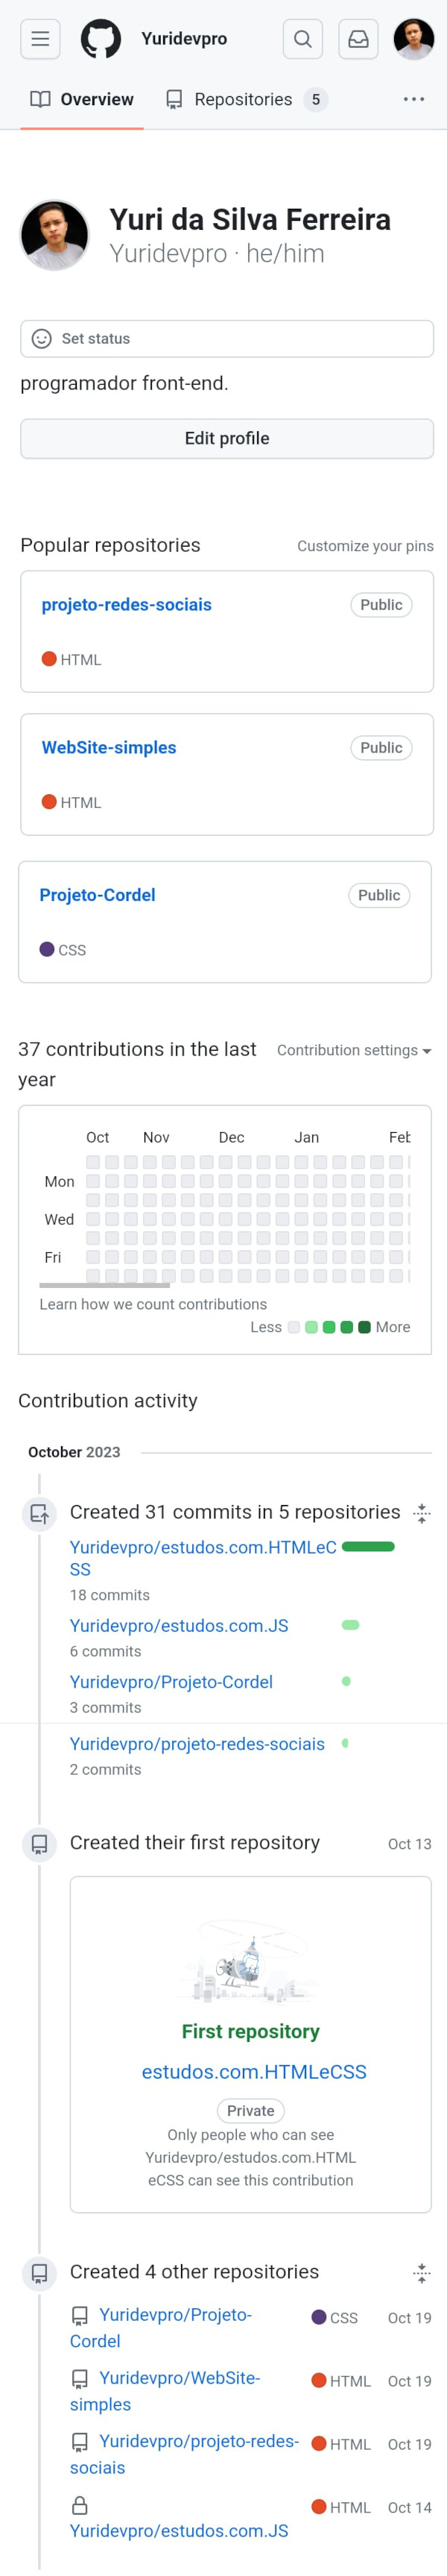 Yuridevpro
Overview Repositories 5
Yuri da Silva Ferreira
Yuridevpro · he/him
Set status
programador front-end.
Edit profile
Popular repositories Customize your pins
projeto-redes-sociais Public
HTML
WebSite-simples Public
HTML
Projeto-Cordel Public
CSS
37 contributions in the last Contribution settings
year
Oct Nov Dec Jan Feb
Mon
Wed
Fri
Learn how we count contributions
Less More
Contribution activity
October 2023
Created 31 commits in 5 repositories
Yuridevpro/estudos.com.HTMLeC
SS
18 commits
Yuridevpro/estudos.com.JS
6 commits
Yuridevpro/Projeto-Cordel
3 commits
Yuridevpro/projeto-redes-sociais
2 commits
Created their first repository Oct 13
First repository
estudos.com.HTMLeCSS
Private
Only people who can see
Yuridevpro/estudos.com.HTML
eCSS can see this contribution
Created 4 other repositories
Yuridevpro/Projeto- CSS Oct 19
Cordel
Yuridevpro/WebSite- HTML Oct 19
simples
Yuridevpro/projeto-redes- HTML Oct 19
sociais
HTML Oct 14
Yuridevpro/estudos.com.JS